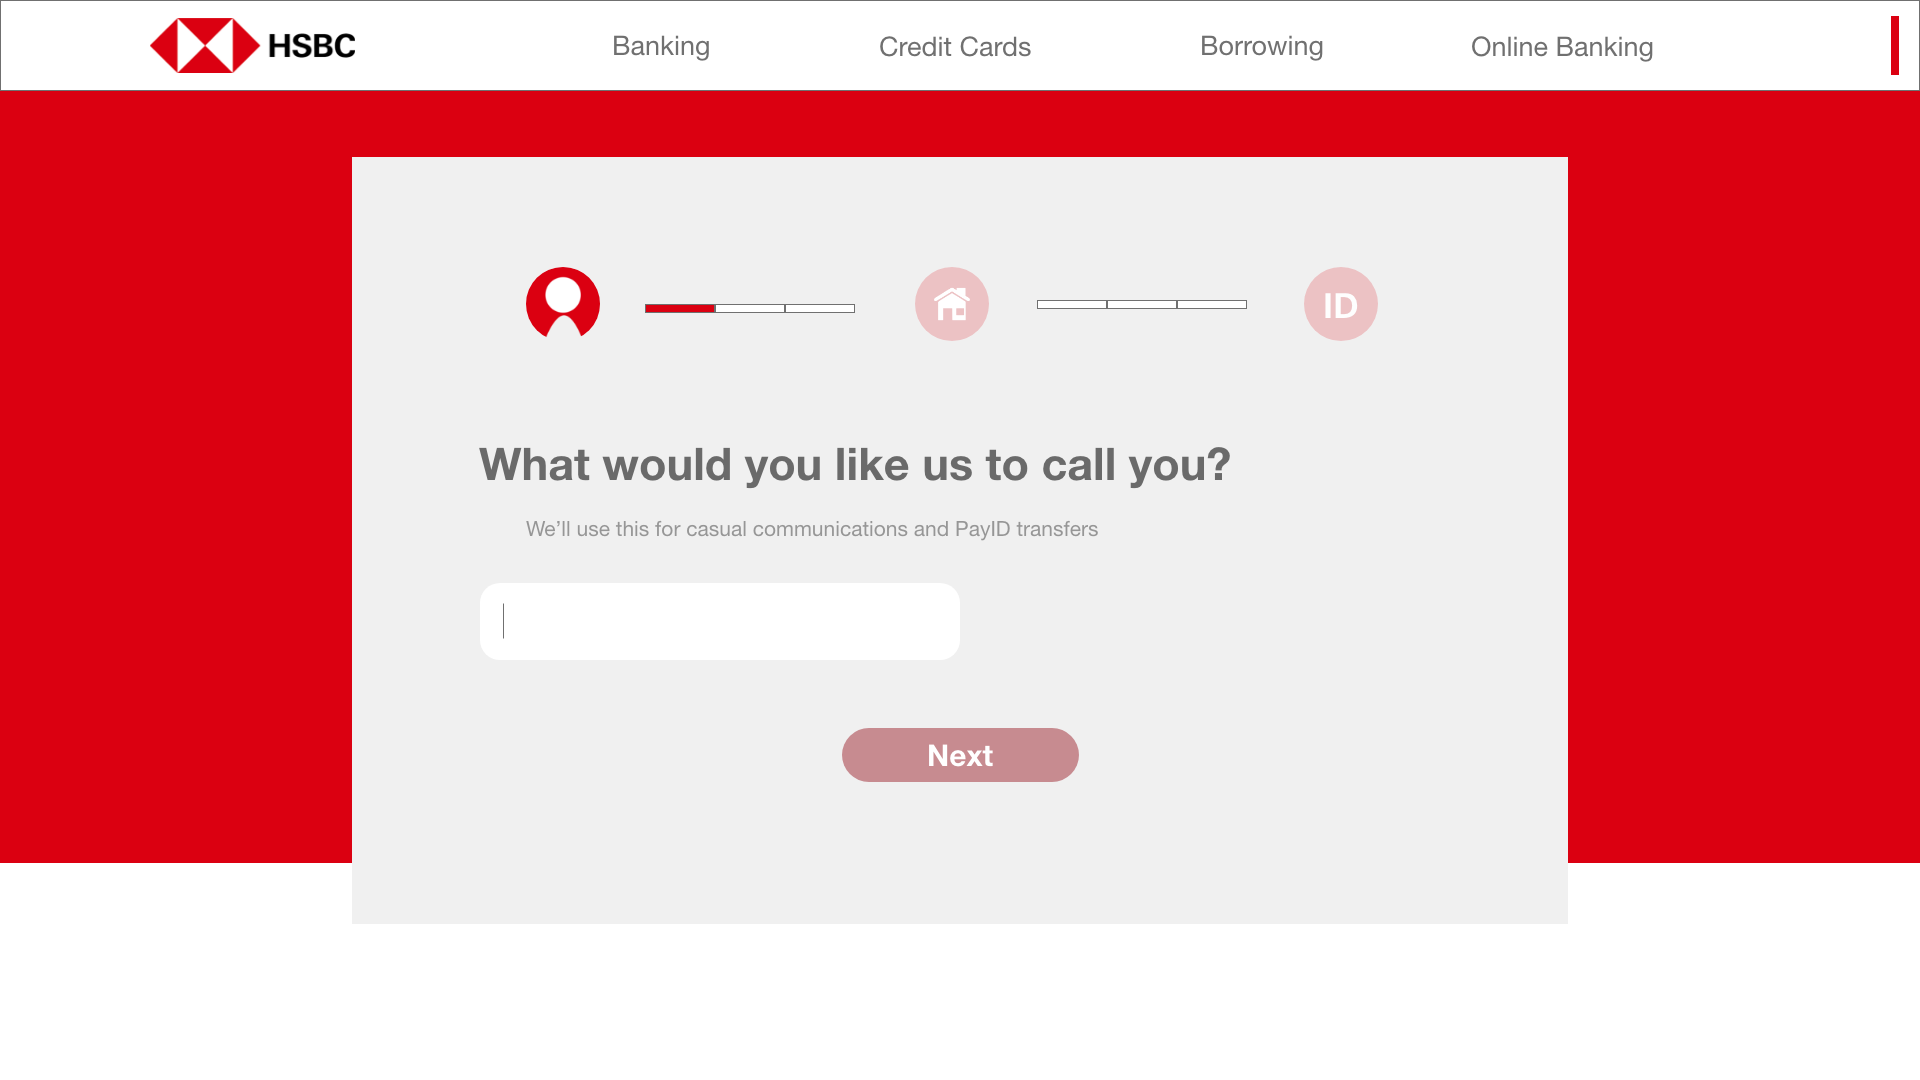 HSBC
Banking
Credit Cards
Borrowing
Online Banking
ID
What would you like us to call you?
We’ll use this for casual communications and PayID transfers
Next